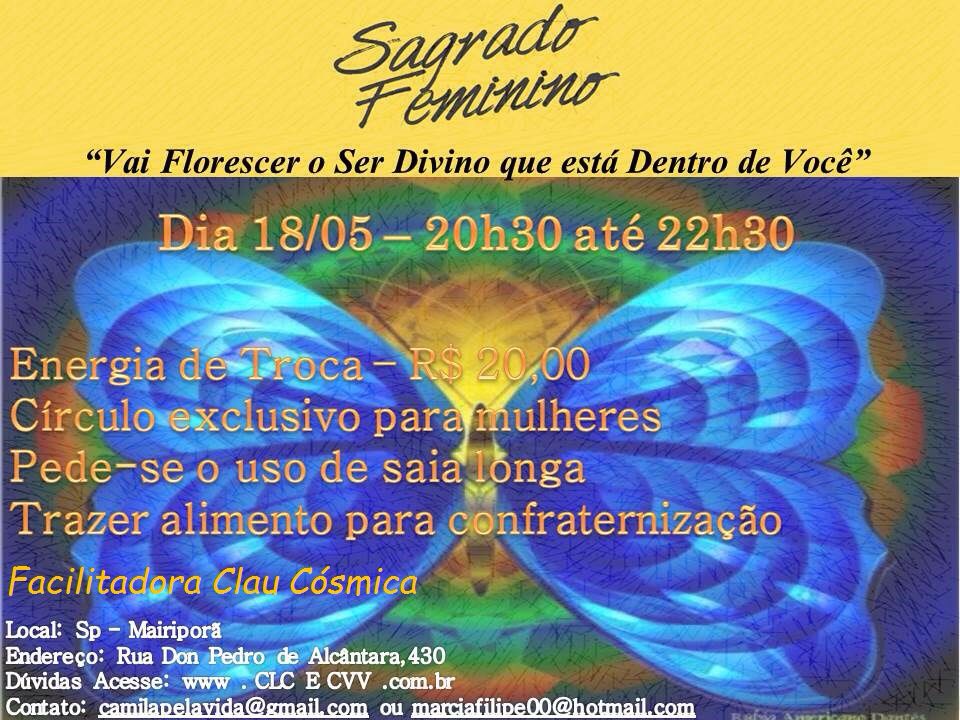 Sagrado
Feminino
“Vai Florescer o Ser Divino que está Dentro de Você”
Dia 18/05 – 20h30 até 22h30
Energia de Troca – R$ 20,00
Círculo exclusivo para mulheres
Pede-se o uso de saia longa
Trazer alimento para confraternização
Facilitadora Clau Cósmica
Local: Sp - Mairiporã
Endereço: Rua Don Pedro de Alcântara,430
Dúvidas Acesse: www . CLC E CVV .com.br
Contato: camilapelavida@gmail.com ou marciafilipe00@hotmail.com